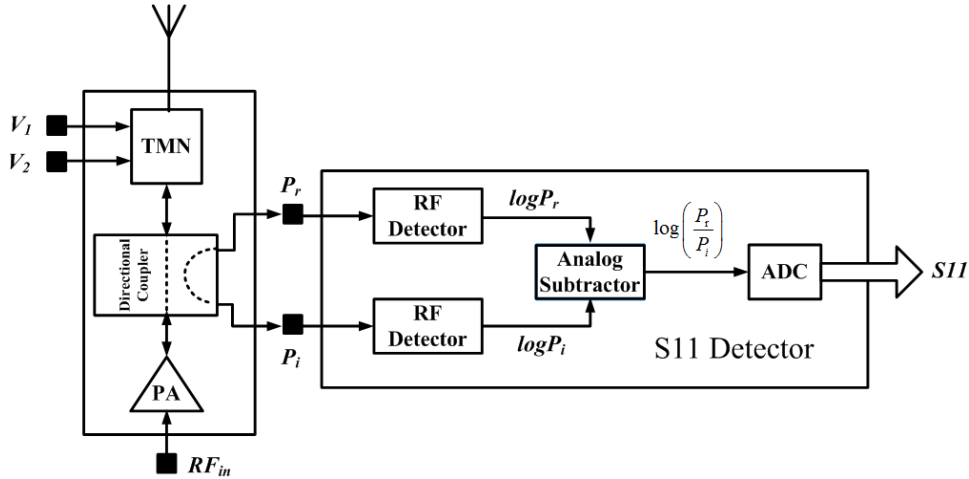 V1
V2
TMN
Directional
Coupler
PA
RFin
Pr
Pi
RF
Detector
logPr
RF
Detector
logPi
Analog
Subtractor
log(Pr/Pi)
ADC
S11
S11 Detector